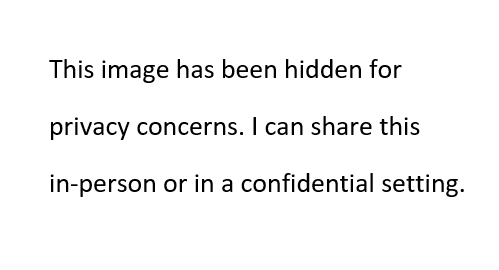 This image has been hidden for
privacy concerns. I can share this
in-person or in a confidential setting.